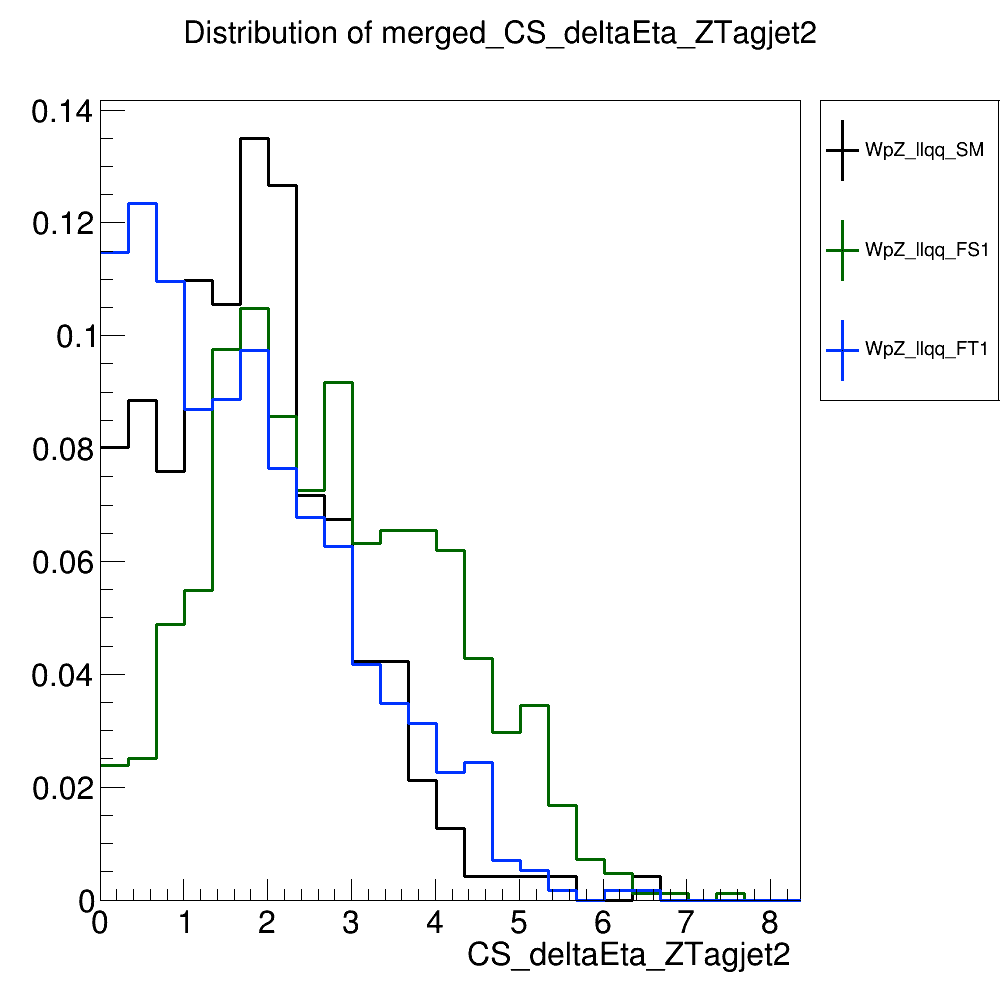 Distribution of merged_CS_deltaEta_ZTagjet2
0.14
0.12
0.1
0.08
0.06
0.04
0.02
0
0 1 2 3 4 5 6 7 8
CS_deltaEta_ZTagjet2
WpZ_llqq_SM
WpZ_llqq_FS1
WpZ_llqq_FT1